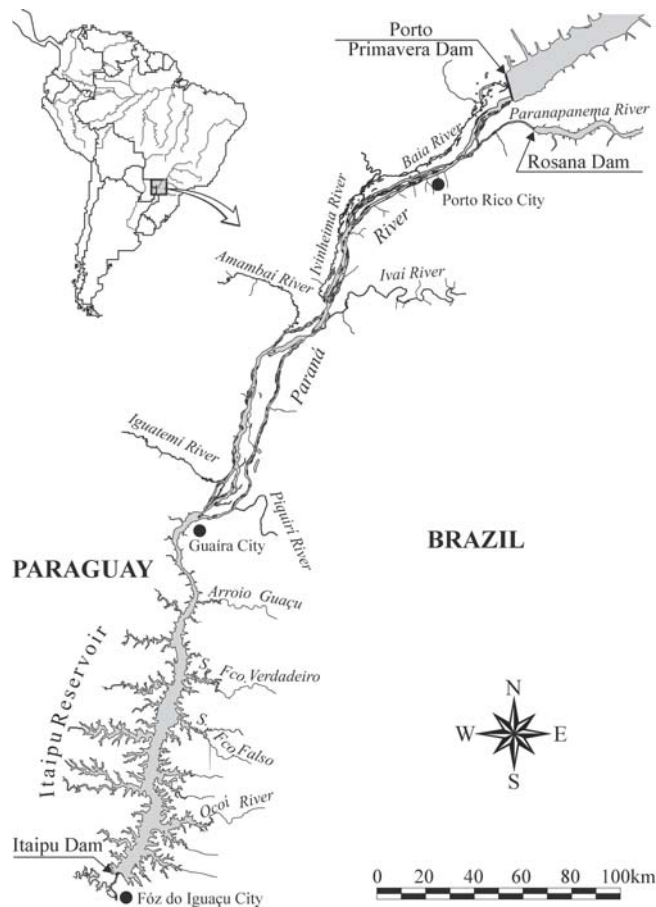 Porto
Primavera Dam
Paranapanema River
Baia River
Rosana Dam
Porto Rico City
Ivinheima River
River
Amambaí River
Ivai River
Paraná
Iguatemi River
Piquiri River
Guaíra City
BRAZIL
PARAGUAY
Arroio Guaçu
Itaipu Reservoir
S. Fco Verdadeiro
S. Fco Falso
N
W
E
S
Ocoi River
Itaipu Dam
Fóz do Iguaçu City
0 20 40 60 80 100km